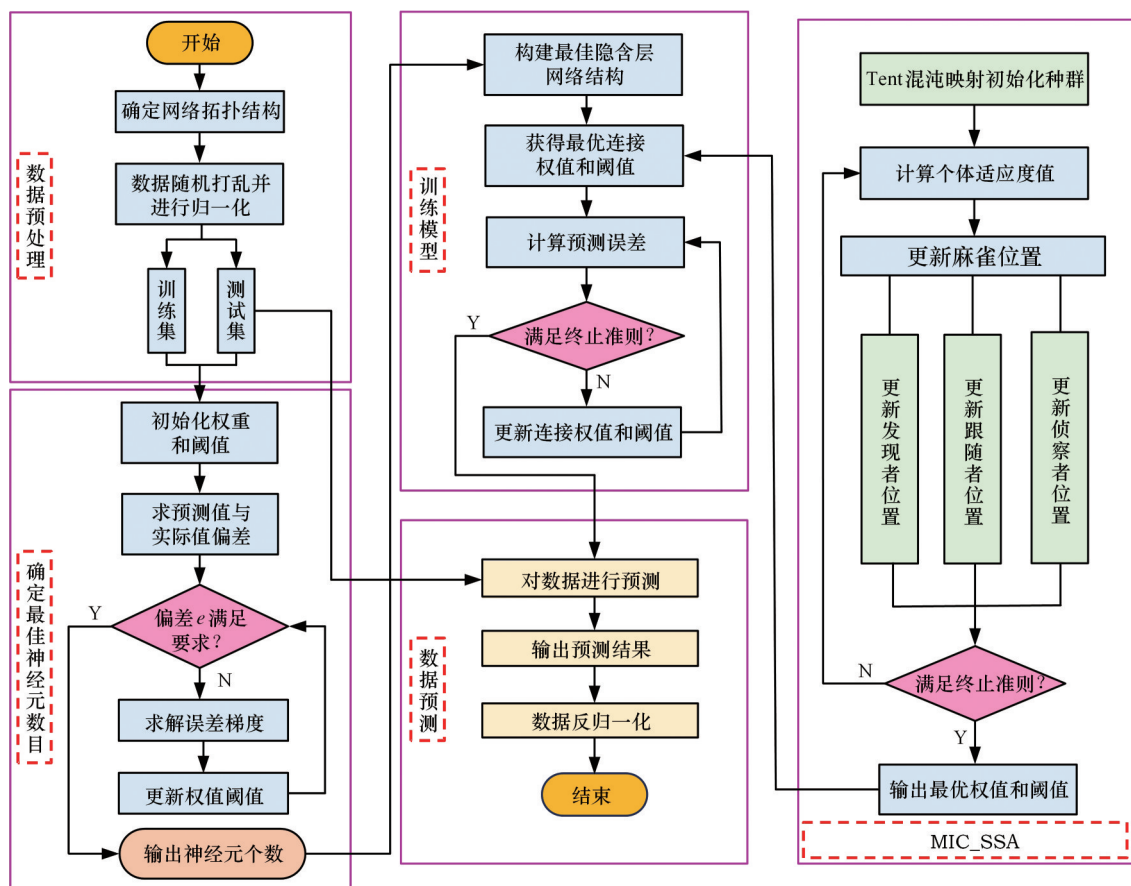 开始
确定网络拓扑结构
数据随机打乱并
进行归一化
训练集
测试集
数据预处理
初始化权重
和阈值
求预测值与
实际值偏差
偏差e满足
要求?
Y
N
求解误差梯度
更新权值阈值
输出神经元个数
确定最佳神经元数目
构建最佳隐含层
网络结构
获得最优连接
权值和阈值
计算预测误差
满足终止准则?
Y
N
更新连接权值和阈值
训练模型
对数据进行预测
输出预测结果
数据反归一化
结束
数据预测
Tent混沌映射初始化种群
计算个体适应度值
更新麻雀位置
更新发现者位置
更新跟随者位置
更新侦察者位置
满足终止准则?
N
Y
输出最优权值和阈值
MIC_SSA